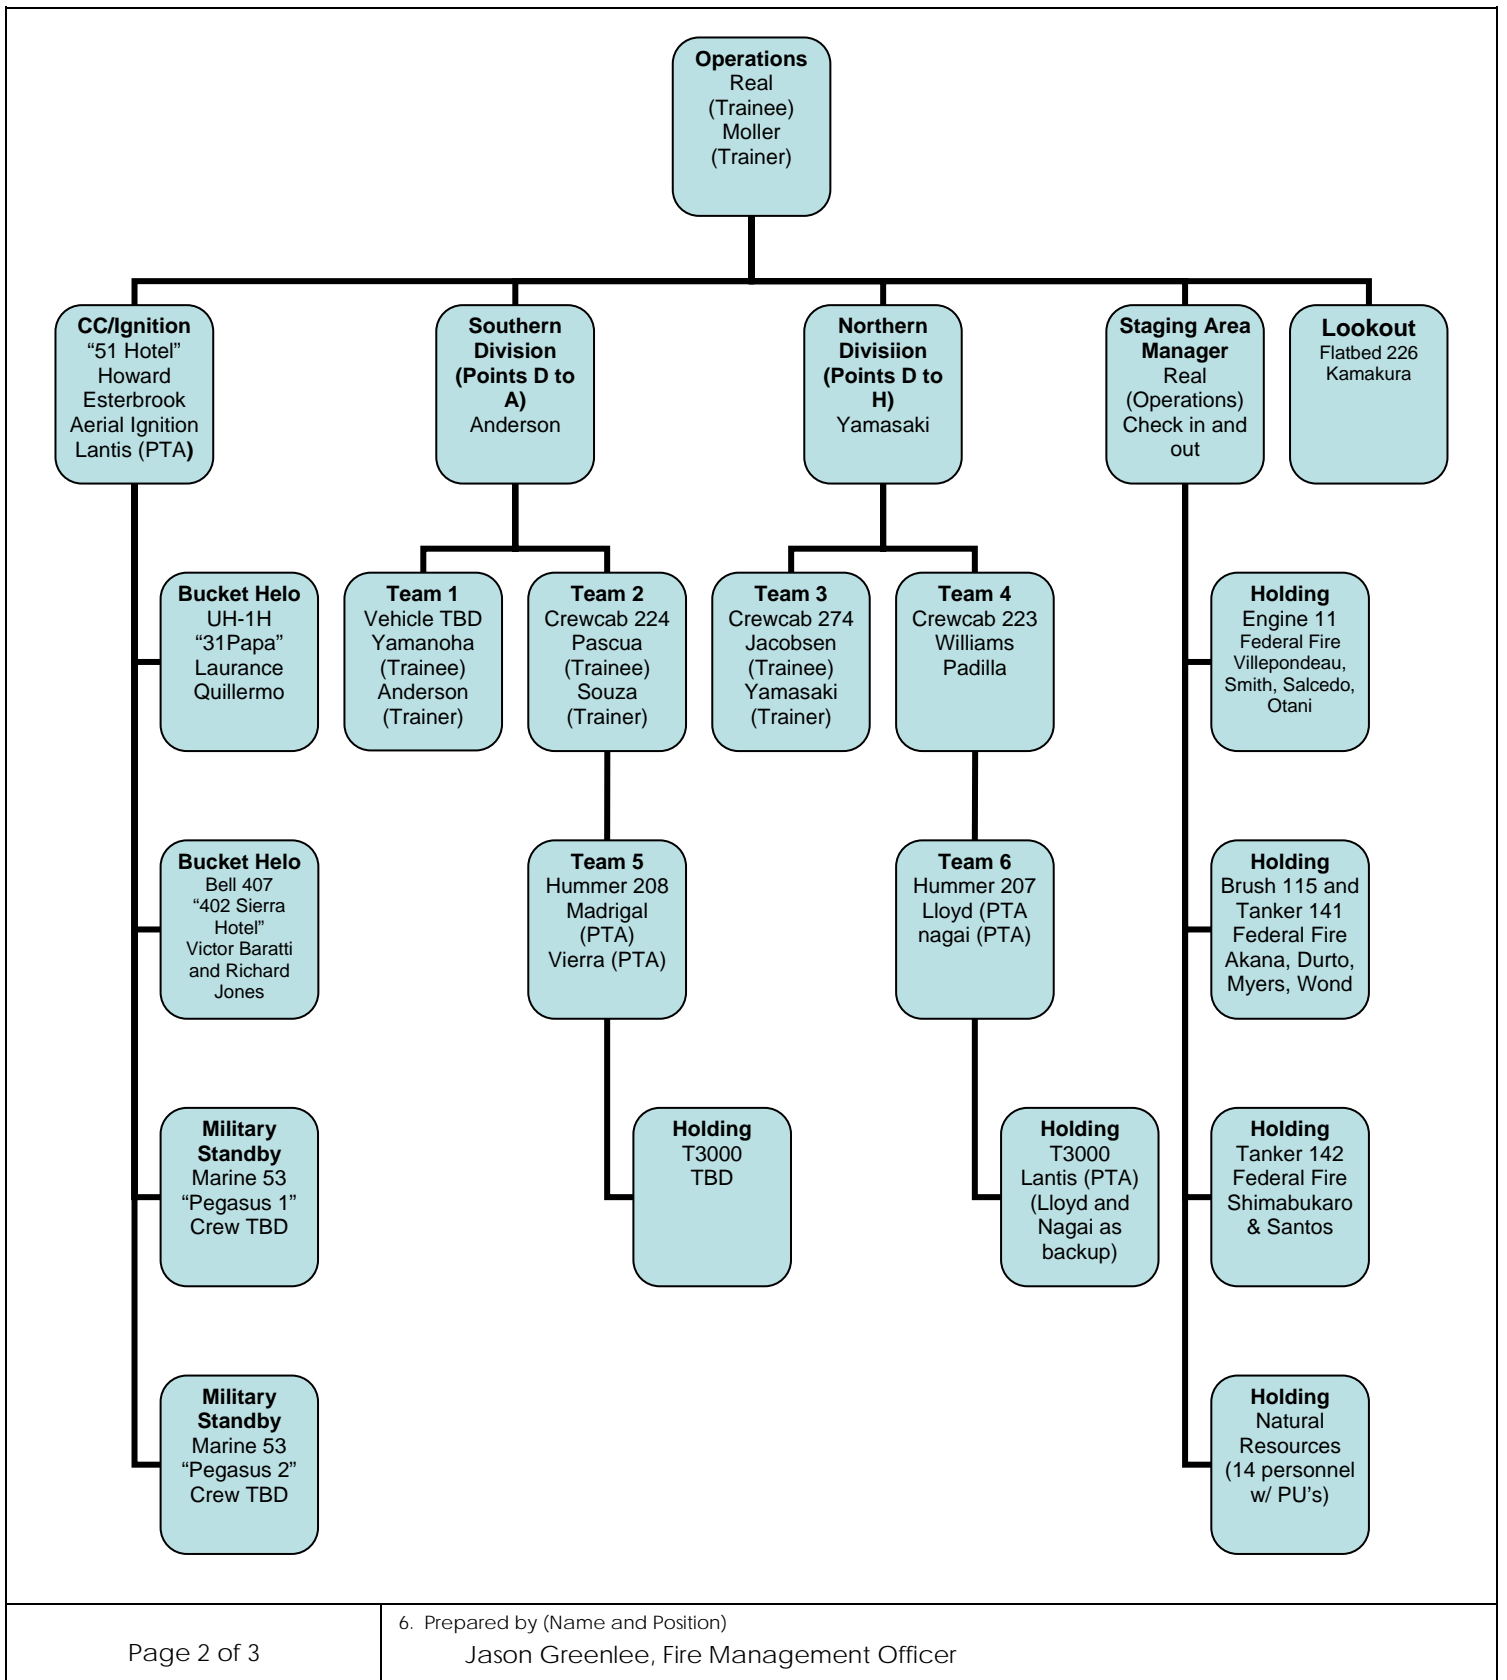 Operations
Real
(Trainee)
Moller
(Trainer)
CC/Ignition
“51 Hotel”
Howard
Esterbrook
Aerial Ignition
Lantis (PTA)
Southern
Division
(Points D to
A)
Anderson
Northern
Divisiion
(Points D to
H)
Yamasaki
Staging Area
Manager
Real
(Operations)
Check in and
out
Lookout
Flatbed 226
Kamakura
Bucket Helo
UH-1H
“31Papa”
Laurance
Quillermo
Team 1
Vehicle TBD
Yamanoha
(Trainee)
Anderson
(Trainer)
Team 2
Crewcab 224
Pascua
(Trainee)
Souza
(Trainer)
Team 3
Crewcab 274
Jacobsen
(Trainee)
Yamasaki
(Trainer)
Team 4
Crewcab 223
Williams
Padilla
Holding
Engine 11
Federal Fire
Villepondeau,
Smith, Salcedo,
Otani
Bucket Helo
Bell 407
“402 Sierra
Hotel”
Victor Baratti
and Richard
Jones
Team 5
Hummer 208
Madrigal
(PTA)
Vierra (PTA)
Team 6
Hummer 207
Lloyd (PTA
nagai (PTA)
Holding
Brush 115 and
Tanker 141
Federal Fire
Akana, Durto,
Myers, Wond
Military
Standby
Marine 53
“Pegasus 1”
Crew TBD
Holding
T3000
TBD
Holding
T3000
Lantis (PTA)
(Lloyd and
Nagai as
backup)
Holding
Tanker 142
Federal Fire
Shimabukaro
& Santos
Military
Standby
Marine 53
“Pegasus 2”
Crew TBD
Holding
Natural
Resources
(14 personnel
w/ PU’s)
Page 2 of 3
6. Prepared by (Name and Position)
Jason Greenlee, Fire Management Officer